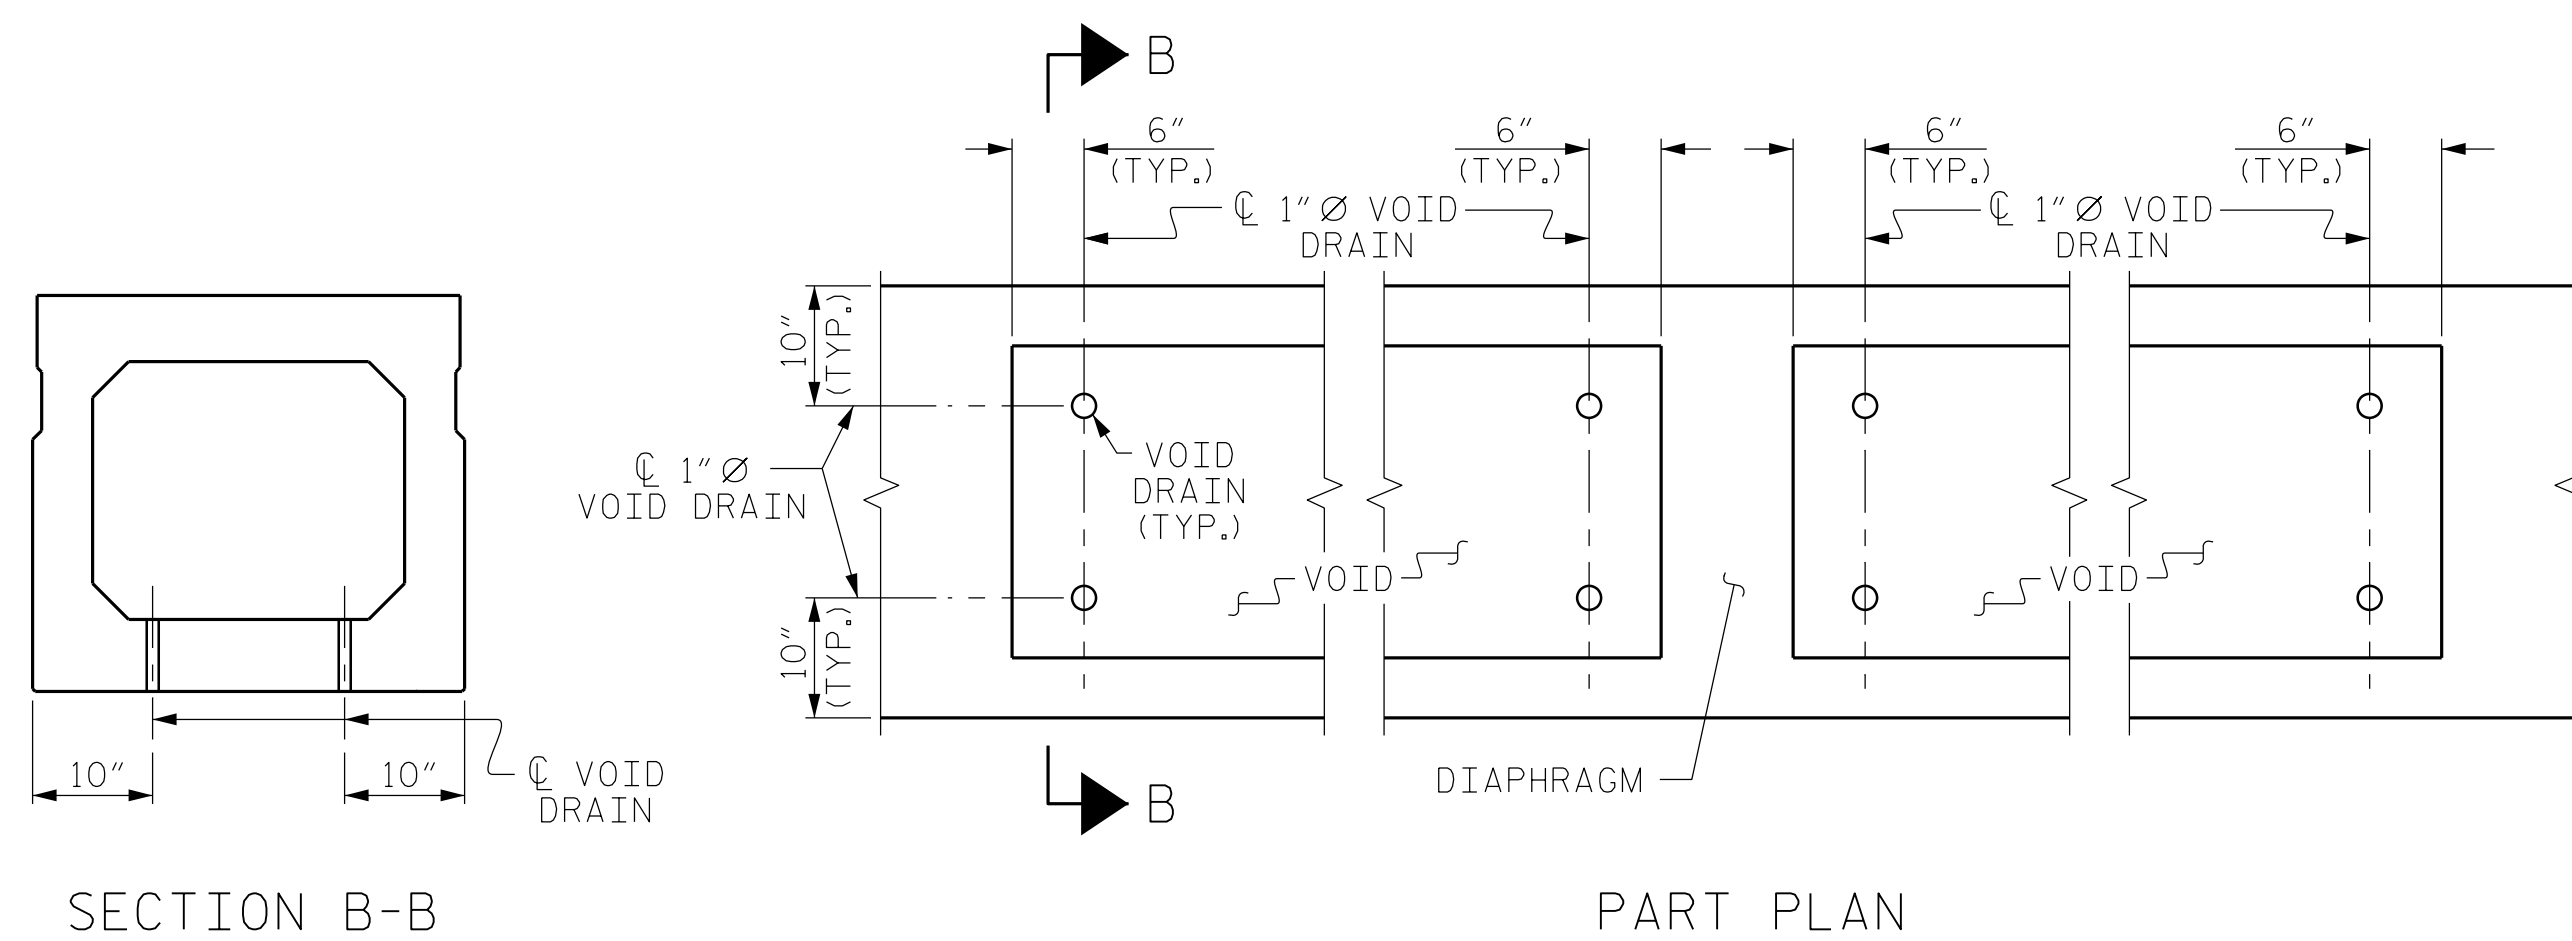 B
6" 6" 6" 6"
(TYP.) (TYP.) (TYP.) (TYP.)
℄ 1"Ø VOID
DRAIN
℄ 1"Ø VOID
DRAIN
10"
(TYP.)
℄ 1"Ø
VOID DRAIN
VOID
DRAIN
(TYP.)
VOID
VOID
10"
(TYP.)
DIAPHRAGM
10" 10"
℄ VOID
DRAIN
B
SECTION B-B
PART PLAN